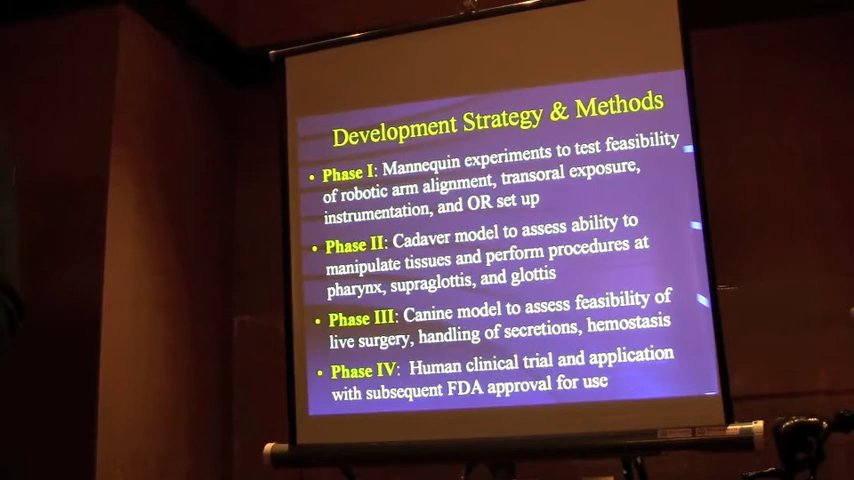 Development Strategy & Methods
• Phase I: Mannequin experiments to test feasibility
of robotic arm alignment, transoral exposure,
instrumentation, and OR set up
• Phase II: Cadaver model to assess ability to
manipulate tissues and perform procedures at
pharynx, supraglottis, and glottis
• Phase III: Canine model to assess feasibility of
live surgery, handling of secretions, hemostasis
• Phase IV: Human clinical trial and application
with subsequent FDA approval for use